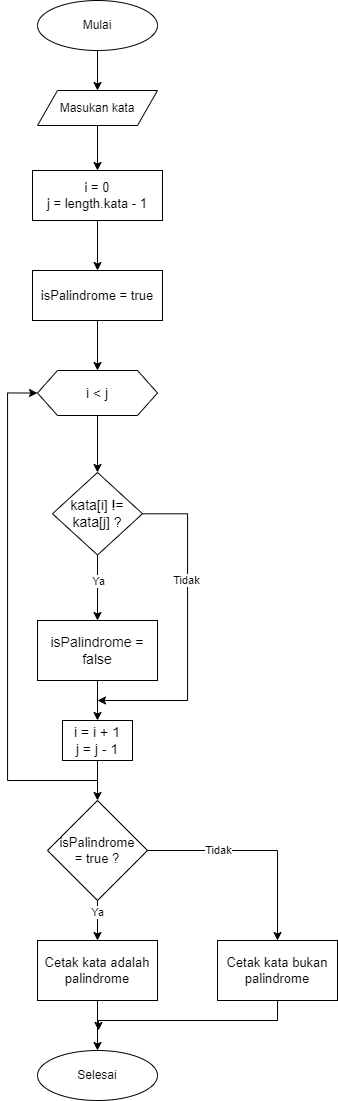 Mulai
Masukan kata
i = 0
j = length.kata - 1
isPalindrome = true
i < j
kata[i] !=
kata[j] ?
Ya
Tidak
isPalindrome =
false
i = i + 1
j = j - 1
isPalindrome
= true ?
Tidak
Ya
Cetak kata adalah
palindrome
Cetak kata bukan
palindrome
Selesai